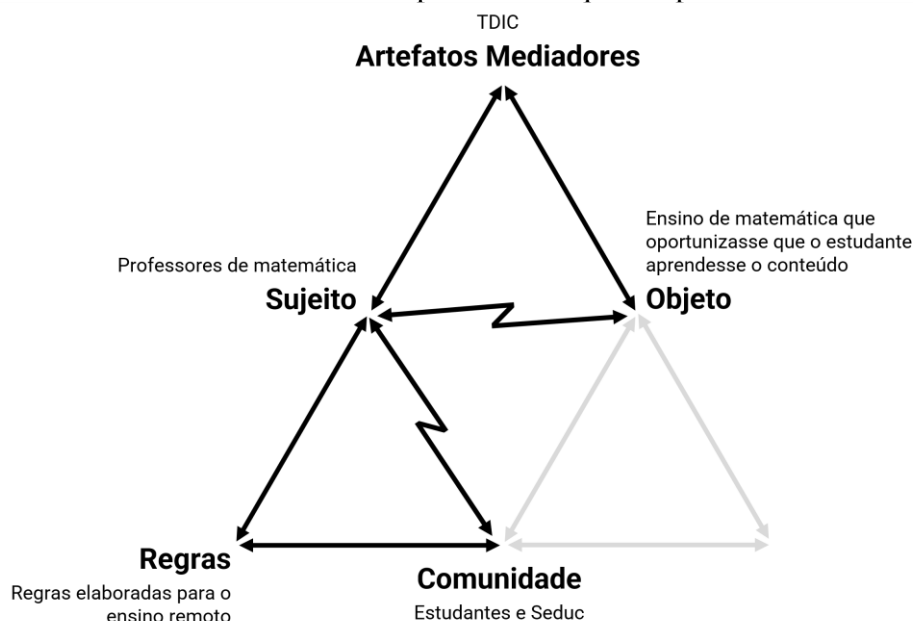 TDIC
Artefatos Mediadores
Ensino de matemática que
oportunizasse que o estudante
aprendesse o conteúdo
Objeto
Professores de matemática
Sujeito
Regras
Regras elaboradas para o
ensino remoto
Comunidade
Estudantes e Seduc